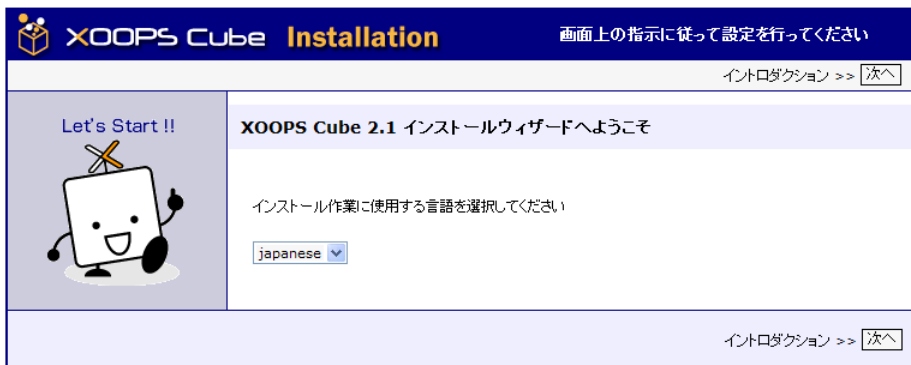 XOOPS Cube Installation 画面上の指示に従って設定を行ってください
イントロダクション >> 次へ
Let's Start !!
XOOPS Cube 2.1 インストールウィザードへようこそ
インストール作業に使用する言語を選択してください
japanese
イントロダクション >> 次へ